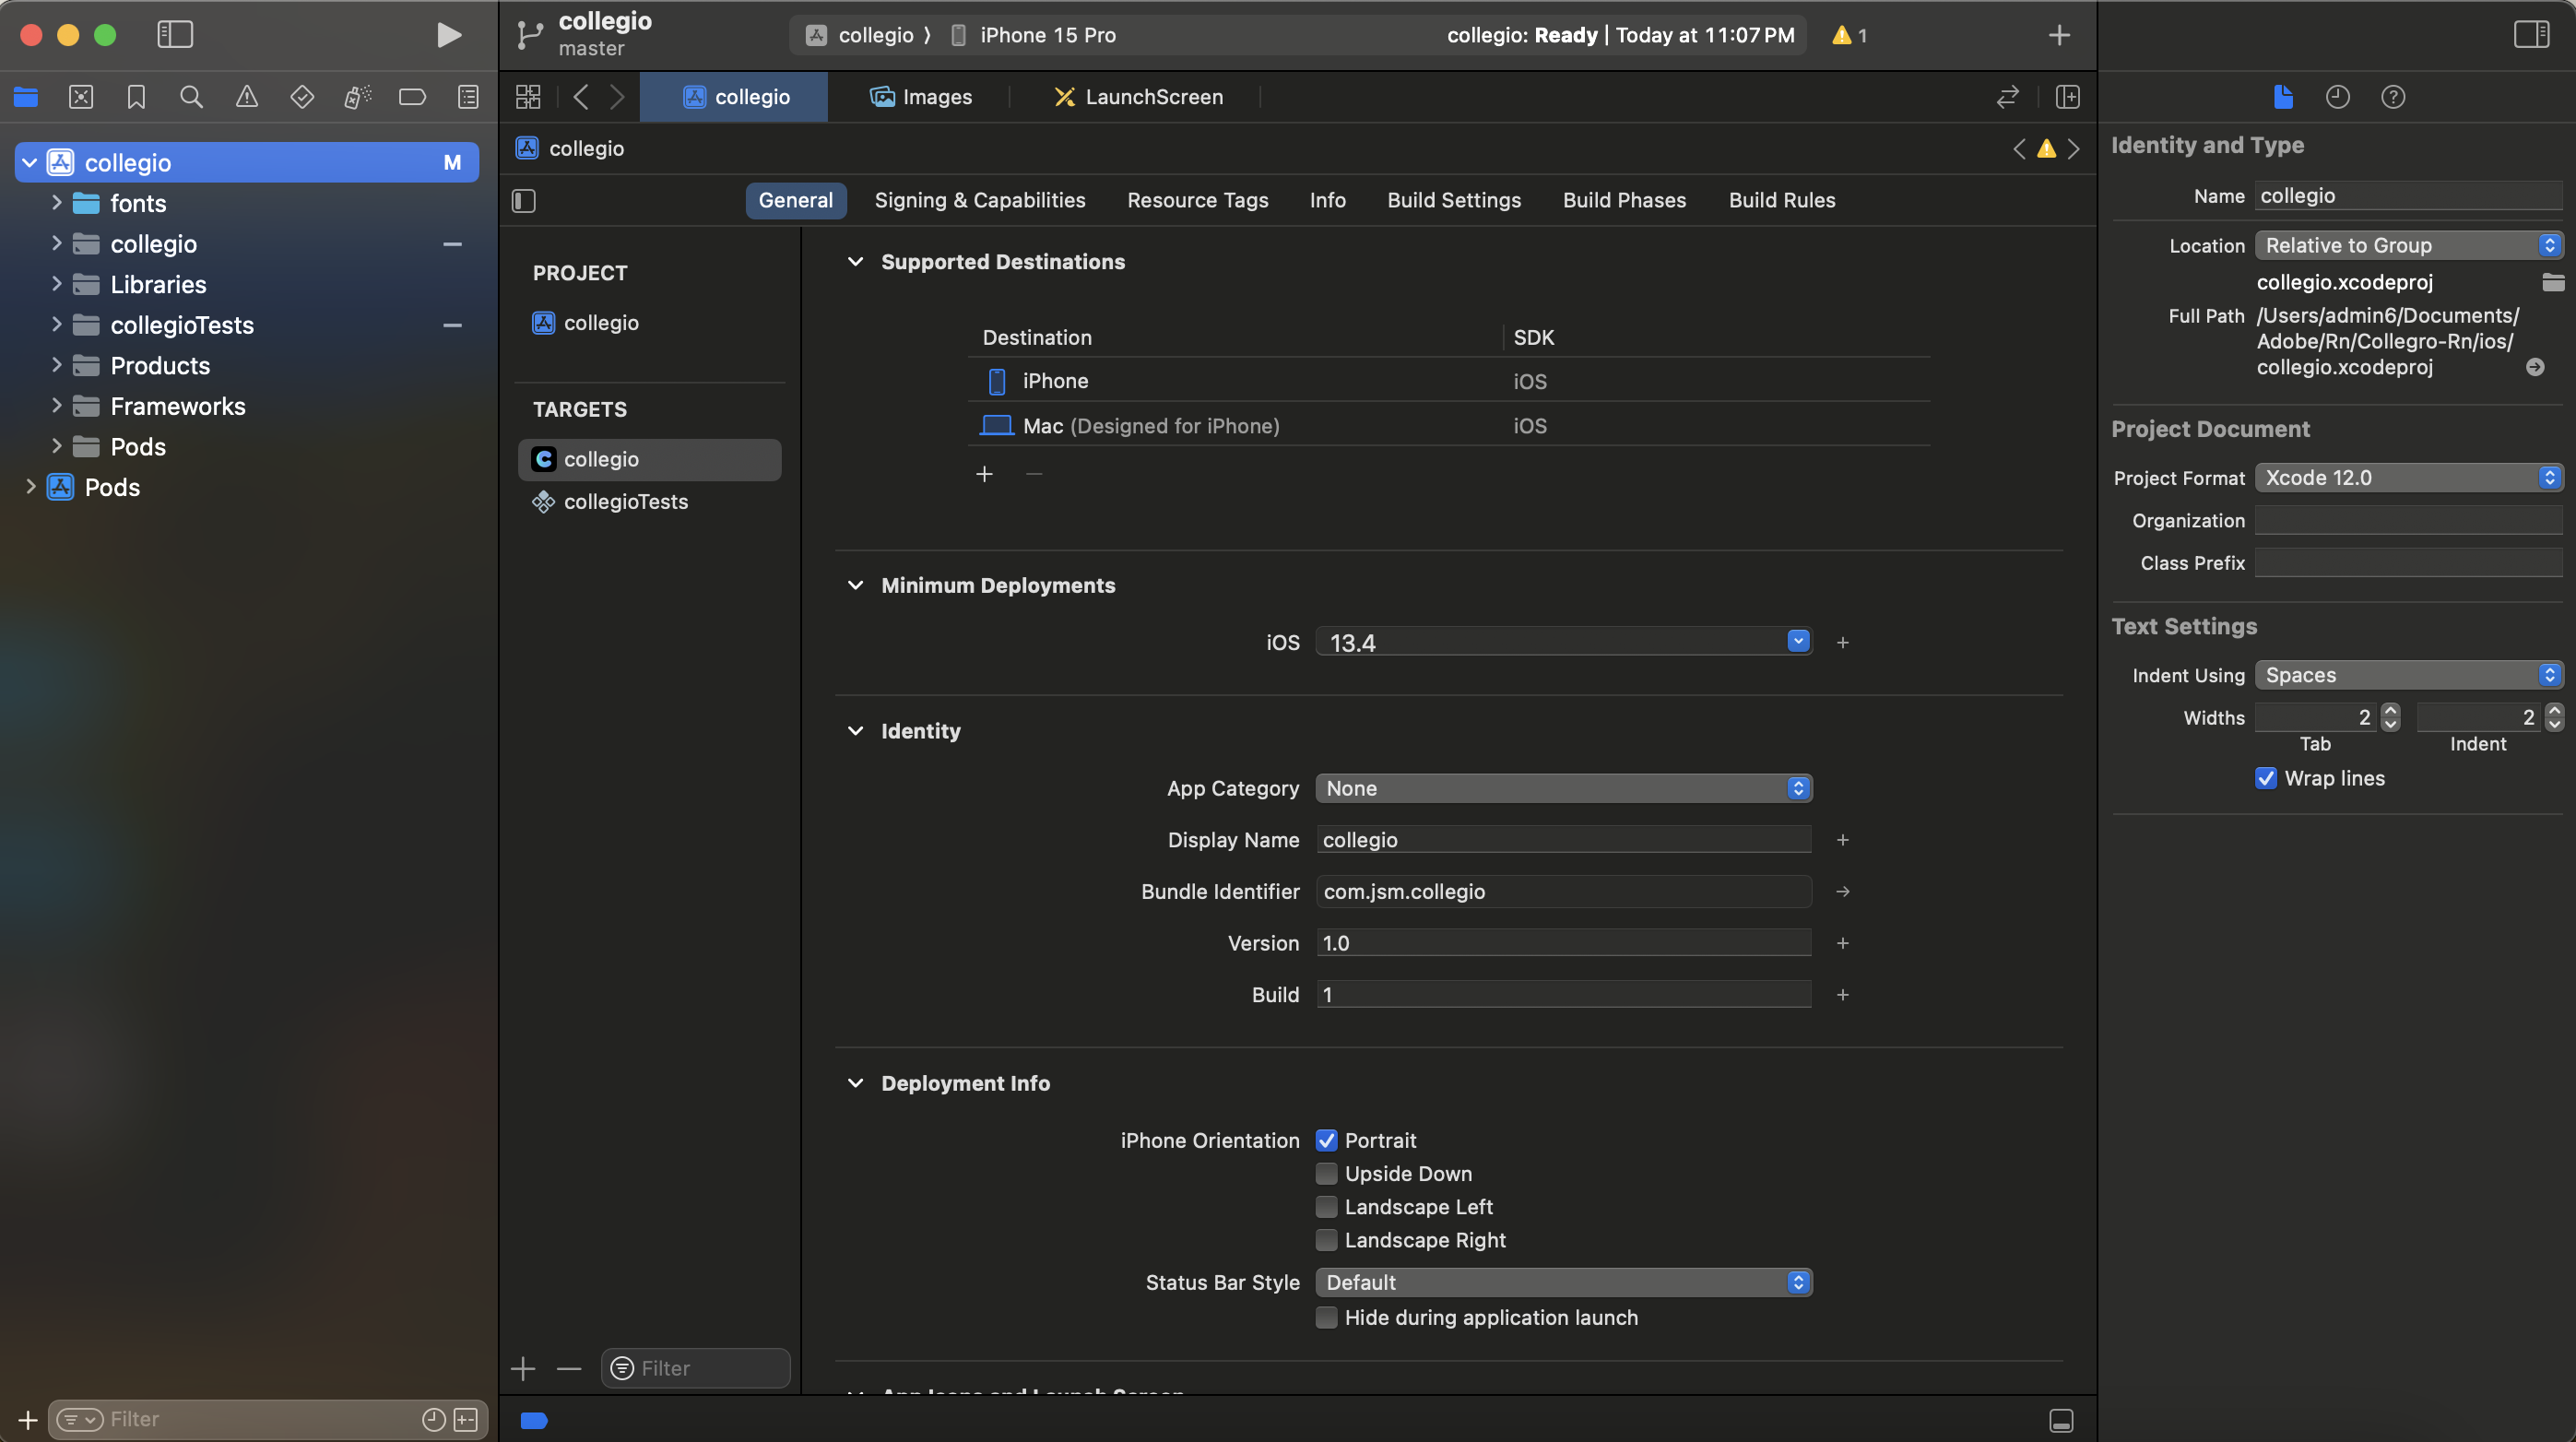 collegio
master
collegio
iPhone 15 Pro
collegio: Ready | Today at 11:07 PM
1
collegio
Images
LaunchScreen
collegio M
fonts
collegio
Libraries
collegioTests
Products
Frameworks
Pods
Pods
Filter
collegio
General
Signing & Capabilities
Resource Tags
Info
Build Settings
Build Phases
Build Rules
PROJECT
collegio
TARGETS
collegio
collegioTests
Filter
Supported Destinations
Destination SDK
iPhone iOS
Mac (Designed for iPhone) iOS
Minimum Deployments
iOS 13.4
Identity
App Category None
Display Name collegio
Bundle Identifier com.jsm.collegio
Version 1.0
Build 1
Deployment Info
iPhone Orientation Portrait
Upside Down
Landscape Left
Landscape Right
Status Bar Style Default
Hide during application launch
App Icons and Launch Screen
Identity and Type
Name collegio
Location Relative to Group
collegio.xcodeproj
Full Path /Users/admin6/Documents/
Adobe/Rn/Collegro-Rn/ios/
collegio.xcodeproj
Project Document
Project Format Xcode 12.0
Organization
Class Prefix
Text Settings
Indent Using Spaces
Widths 2 2
Tab Indent
Wrap lines